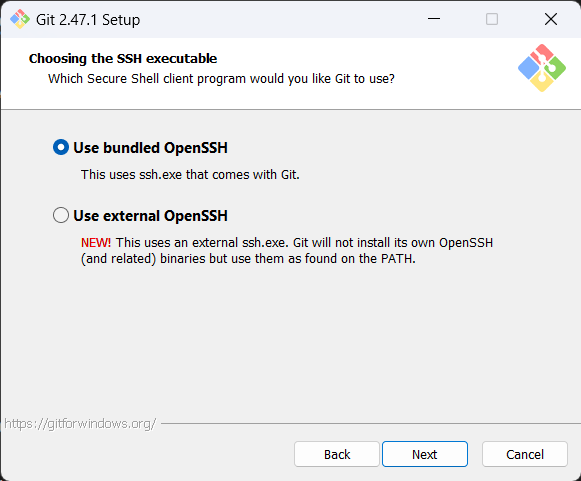 Git 2.47.1 Setup
Choosing the SSH executable
Which Secure Shell client program would you like Git to use?
Use bundled OpenSSH
This uses ssh.exe that comes with Git.
Use external OpenSSH
NEW! This uses an external ssh.exe. Git will not install its own OpenSSH
(and related) binaries but use them as found on the PATH.
https://gitforwindows.org/
Back Next Cancel